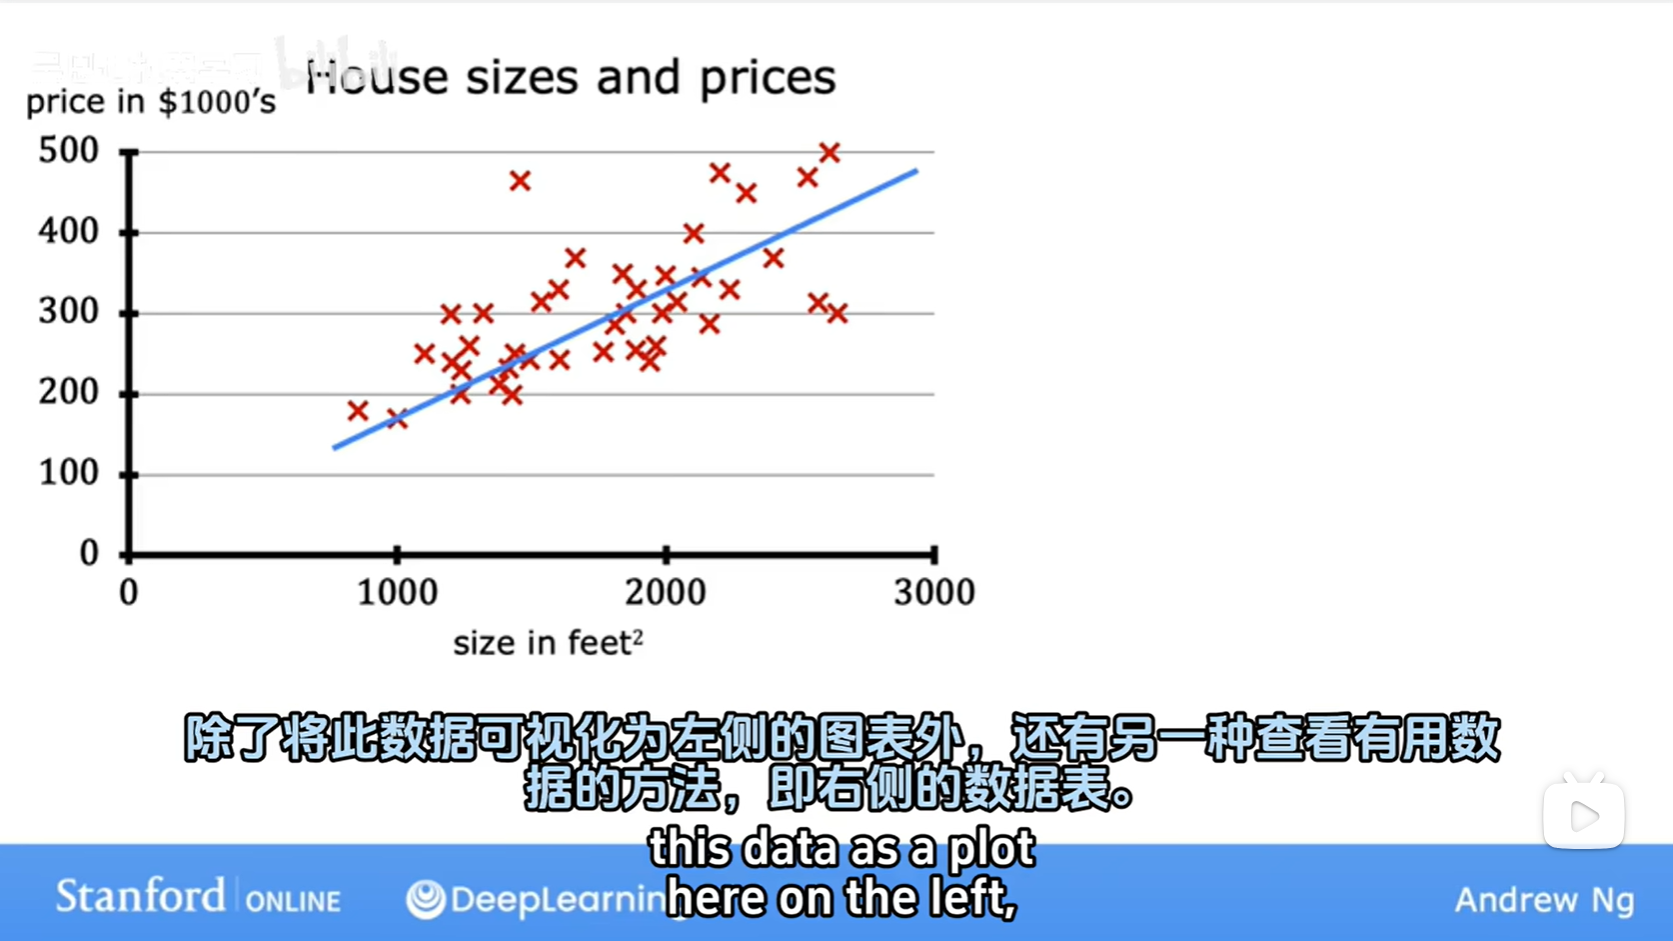 House sizes and prices
price in $1000's
500
400
300
200
100
0
0 1000 2000 3000
size in feet²
除了将此数据可视化为左侧的图表外，还有另一种查看有用数
据的方法，即右侧的数据表。
this data as a plot
here on the left,
Stanford ONLINE DeepLearnin Andrew Ng
bilibili